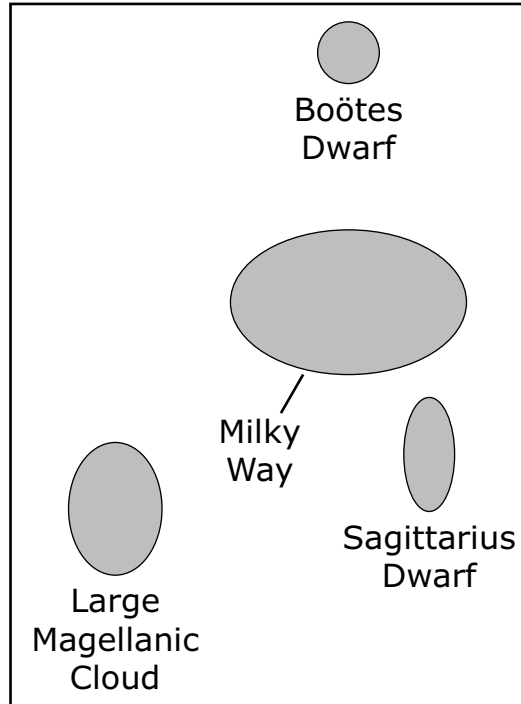 Boötes
Dwarf
Milky
Way
Sagittarius
Dwarf
Large
Magellanic
Cloud